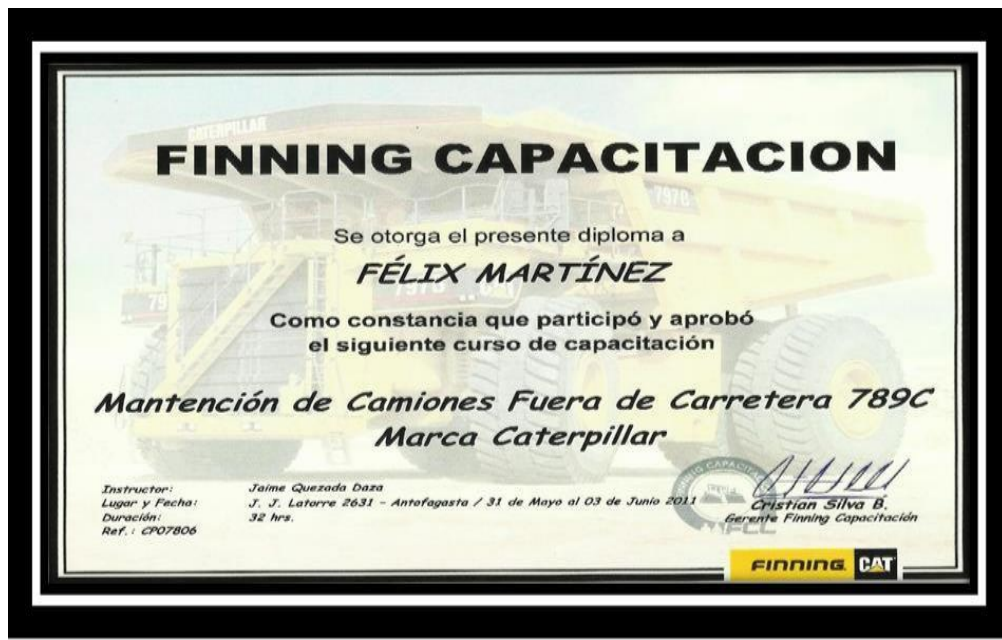 CATERPILLAR
FINNING CAPACITACION
797B
Se otorga el presente diploma a
FÉLIX MARTÍNEZ
Como constancia que participó y aprobó
el siguiente curso de capacitación
Mantención de Camiones Fuera de Carretera 789C
Marca Caterpillar
Instructor: Jaime Quezada Daza
Lugar y Fecha: J. J. Latorre 2631 - Antofagasta / 31 de Mayo al 03 de Junio 2011
Duración: 32 hrs.
Ref.: CP07806
FCC
Cristian Silva B.
Gerente Finning Capacitación
FINNING CAT